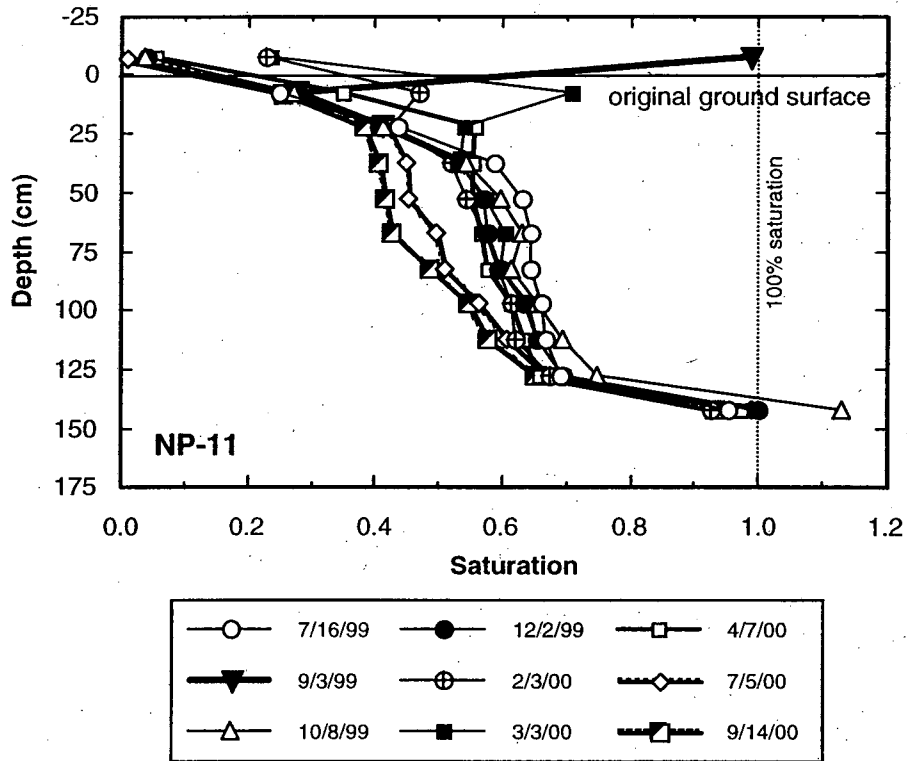 -25
0
25
50
75
100
125
150
175
Depth (cm)
original ground surface
100% saturation
NP-11
0.0 0.2 0.4 0.6 0.8 1.0 1.2
Saturation
7/16/99 12/2/99 4/7/00
9/3/99 2/3/00 7/5/00
10/8/99 3/3/00 9/14/00